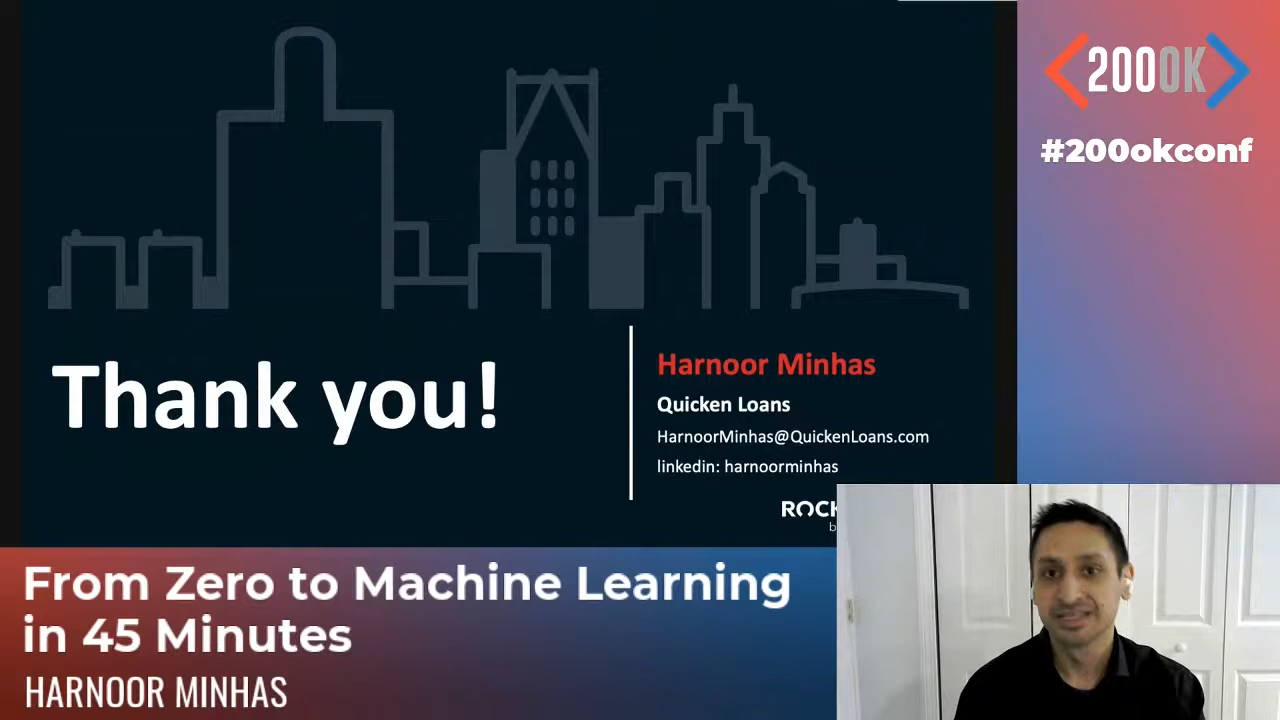 200OK
#200okconf
Thank you!
Harnoor Minhas
Quicken Loans
HarnoorMinhas@QuickenLoans.com
linkedin: harnoorminhas
From Zero to Machine Learning
in 45 Minutes
HARNOOR MINHAS